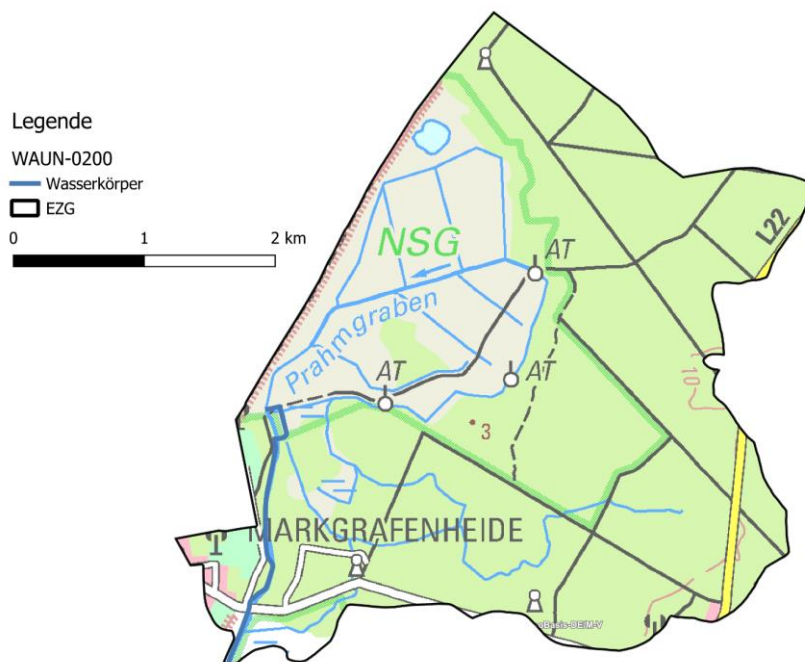 Legende
WAUN-0200
Wasserkörper
EZG
0 1 2 km
L22
NSG
AT
Prahmgraben
AT
AT
10
3
MARKGRAFENHEIDE
Basis-DE/M-V